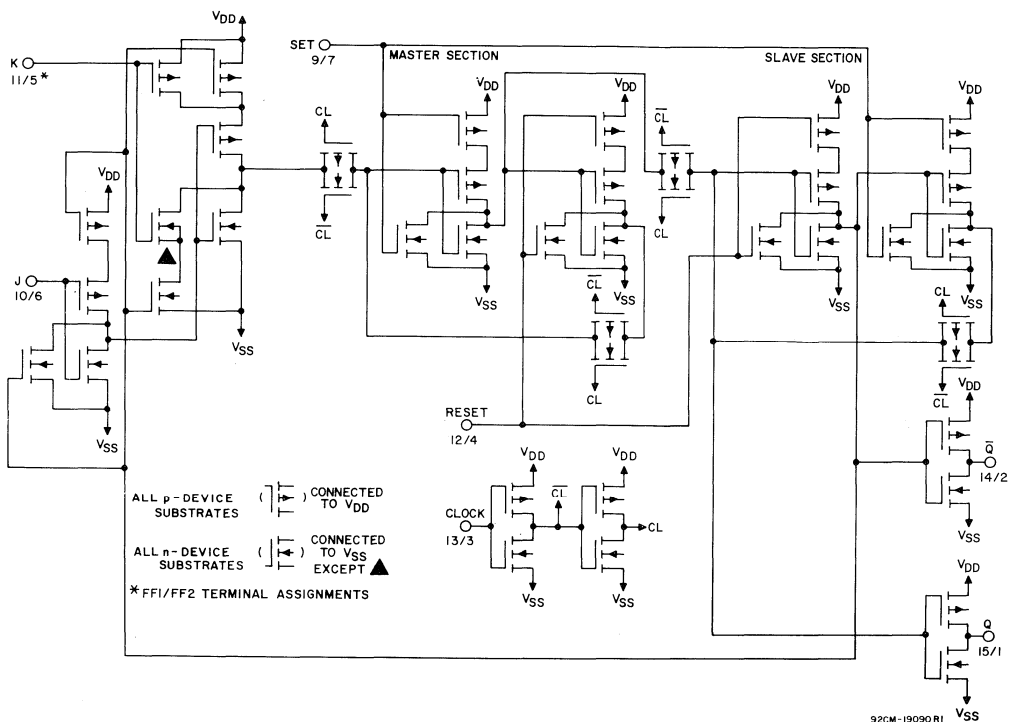 VDD
K
11/5*
SET
9/7
MASTER SECTION
SLAVE SECTION
VDD
VDD
VDD
VDD
CL
CL
CL
CL
VDD
J
10/6
VSS
VSS
VSS
VSS
VSS
VSS
CL
CL
CL
CL
VDD
RESET
12/4
VDD
VDD
Q
14/2
ALL p-DEVICE SUBSTRATES ( ) CONNECTED TO VDD
CLOCK
13/3
CL
CL
VSS
ALL n-DEVICE SUBSTRATES ( ) CONNECTED TO VSS EXCEPT ▲
VDD
* FF1/FF2 TERMINAL ASSIGNMENTS
VSS
VSS
Q
15/1
VSS
92CM-19090R1